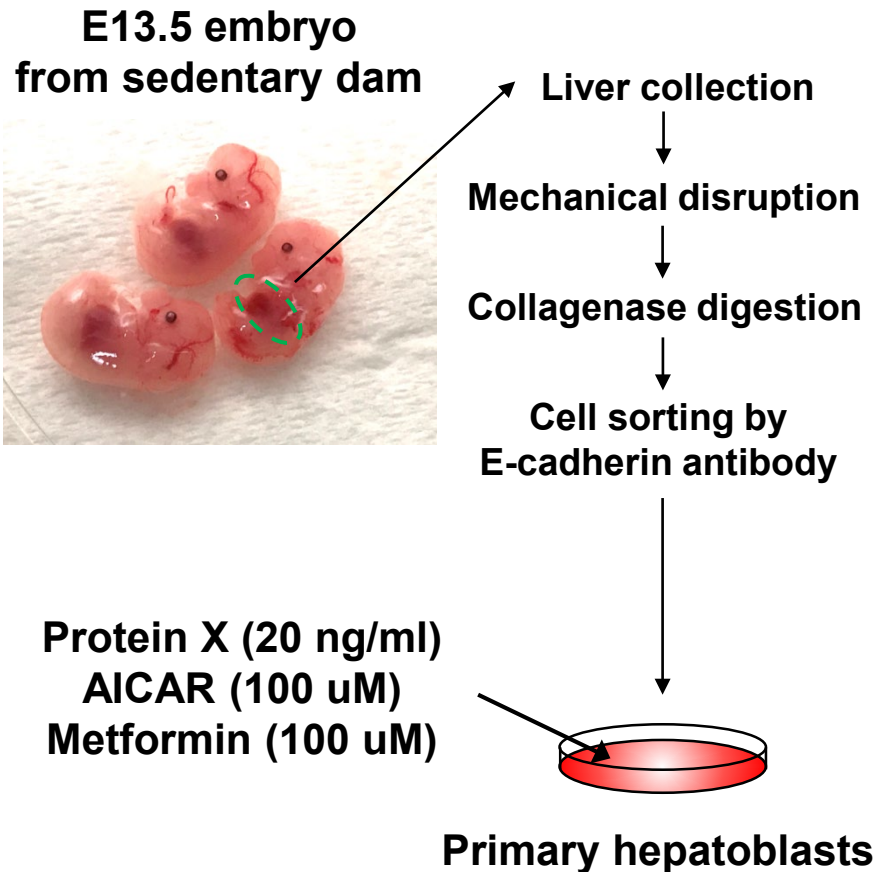 E13.5 embryo
from sedentary dam
Liver collection
Mechanical disruption
Collagenase digestion
Cell sorting by
E-cadherin antibody
Protein X (20 ng/ml)
AICAR (100 uM)
Metformin (100 uM)
Primary hepatoblasts